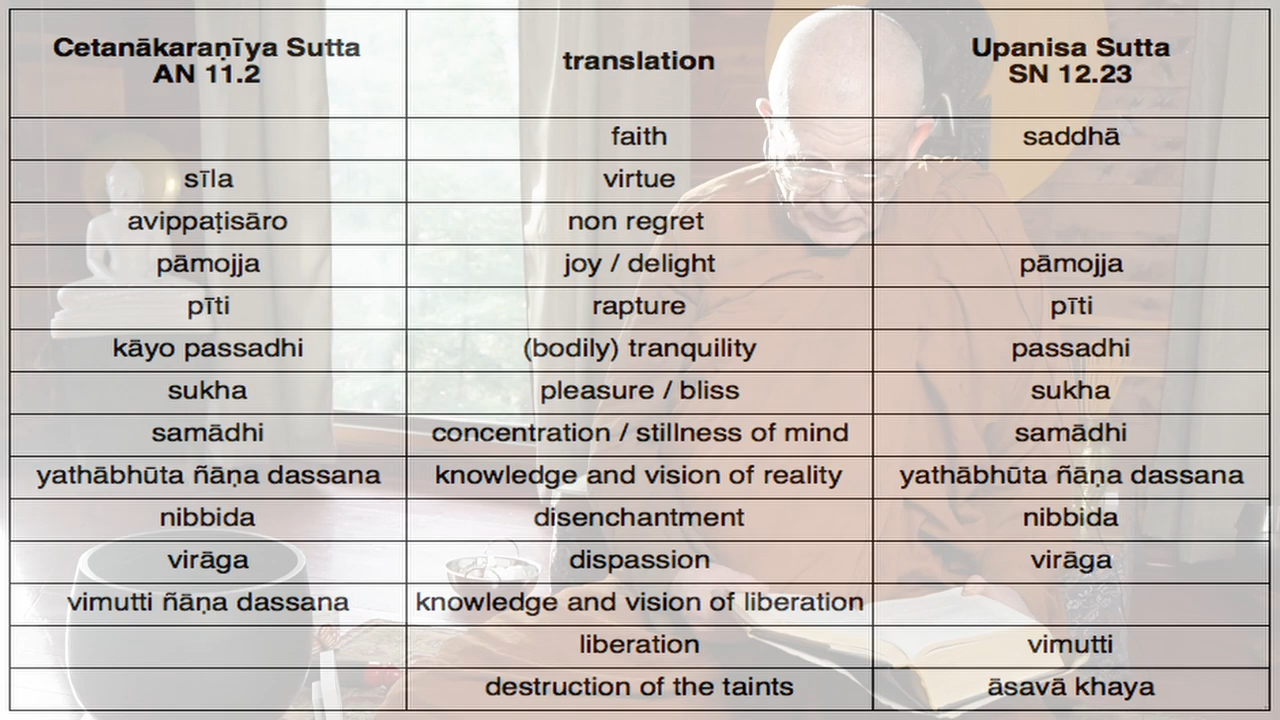 Cetanākaraṇīya Sutta
AN 11.2
translation
Upanisa Sutta
SN 12.23
faith
saddhā
sīla
virtue
avippaṭisāro
non regret
pāmojja
joy / delight
pāmojja
pīti
rapture
pīti
kāyo passadhi
(bodily) tranquility
passadhi
sukha
pleasure / bliss
sukha
samādhi
concentration / stillness of mind
samādhi
yathābhūta ñāṇa dassana
knowledge and vision of reality
yathābhūta ñāṇa dassana
nibbida
disenchantment
nibbida
virāga
dispassion
virāga
vimutti ñāṇa dassana
knowledge and vision of liberation
liberation
vimutti
destruction of the taints
āsavā khaya